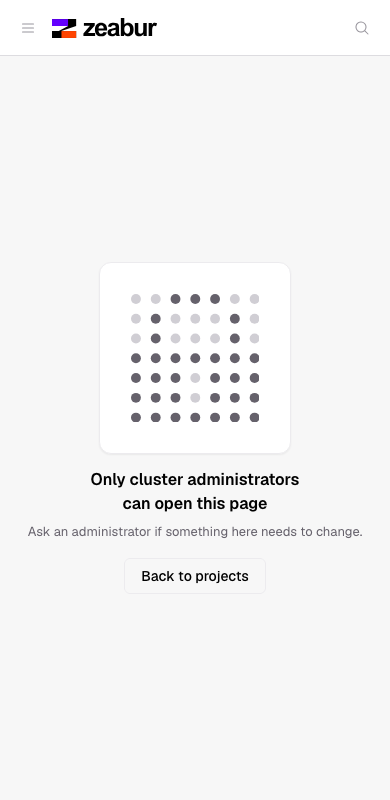 zeabur
Only cluster administrators
can open this page
Ask an administrator if something here needs to change.
Back to projects